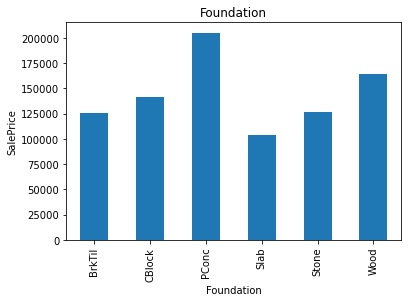 Foundation
200000
175000
150000
125000
100000
75000
50000
25000
0
SalePrice
BrkTil
CBlock
PConc
Slab
Stone
Wood
Foundation